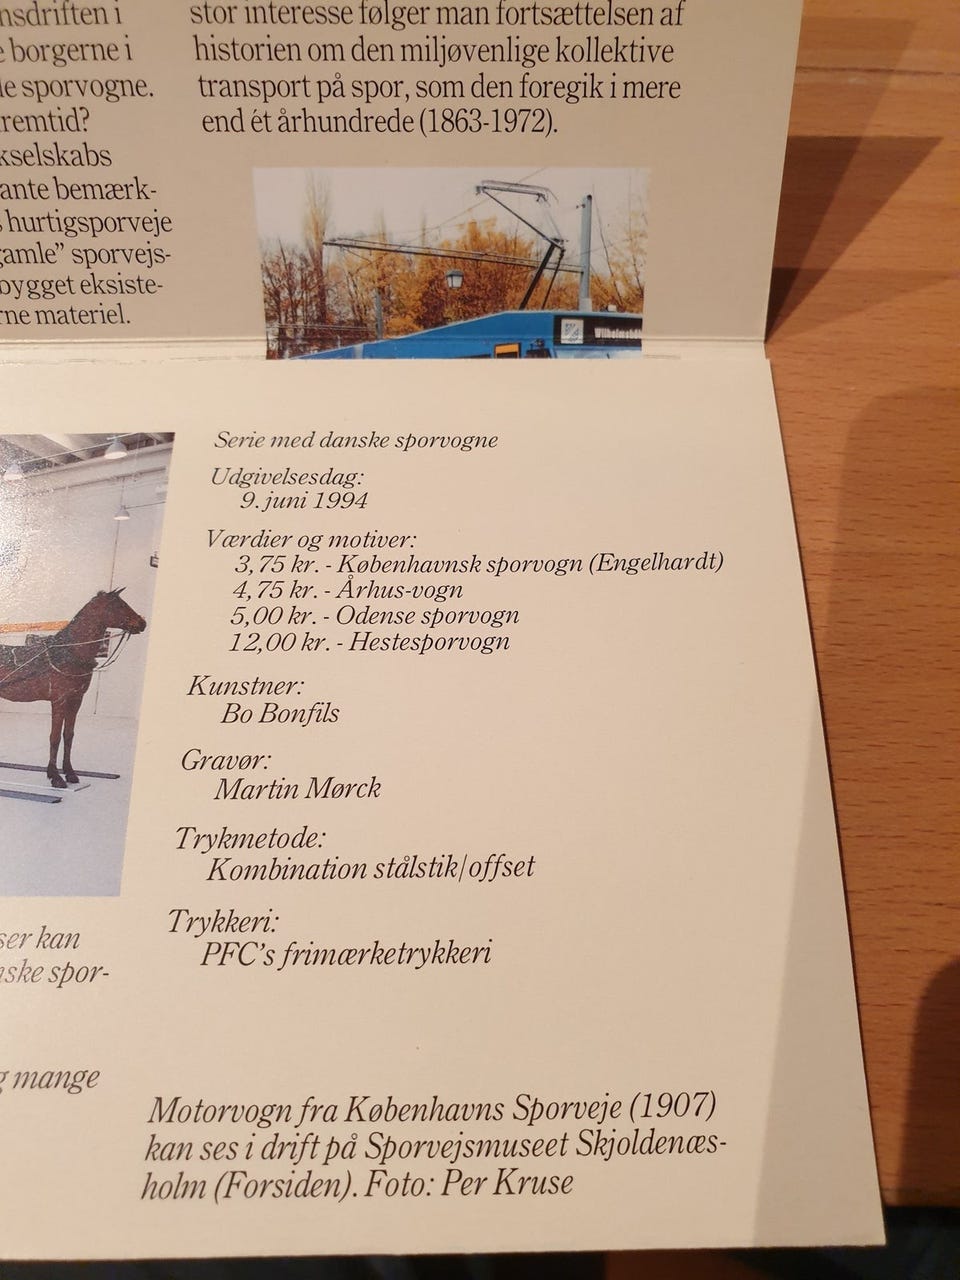 nsdriften i
borgerne i
sporvogne.
remtid?
kselskabs
ante bemærk-
hurtigsporveje
gamle" sporvejs-
bygget eksiste-
rne materiel.
stor interesse følger man fortsættelsen af
historien om den miljøvenlige kollektive
transport på spor, som den foregik i mere
end ét århundrede (1863-1972).
ser kan
nske spor-
g mange
Serie med danske sporvogne
Udgivelsesdag:
9. juni 1994
Værdier og motiver:
3,75 kr. - Københavnsk sporvogn (Engelhardt)
4,75 kr. - Århus-vogn
5,00 kr. - Odense sporvogn
12,00 kr. - Hestesporvogn
Kunstner:
Bo Bonfils
Gravør:
Martin Mørck
Trykmetode:
Kombination stålstik/offset
Trykkeri:
PFC's frimærketrykkeri
Motorvogn fra Københavns Sporveje (1907)
kan ses i drift på Sporvejsmuseet Skjoldenæs-
holm (Forsiden). Foto: Per Kruse